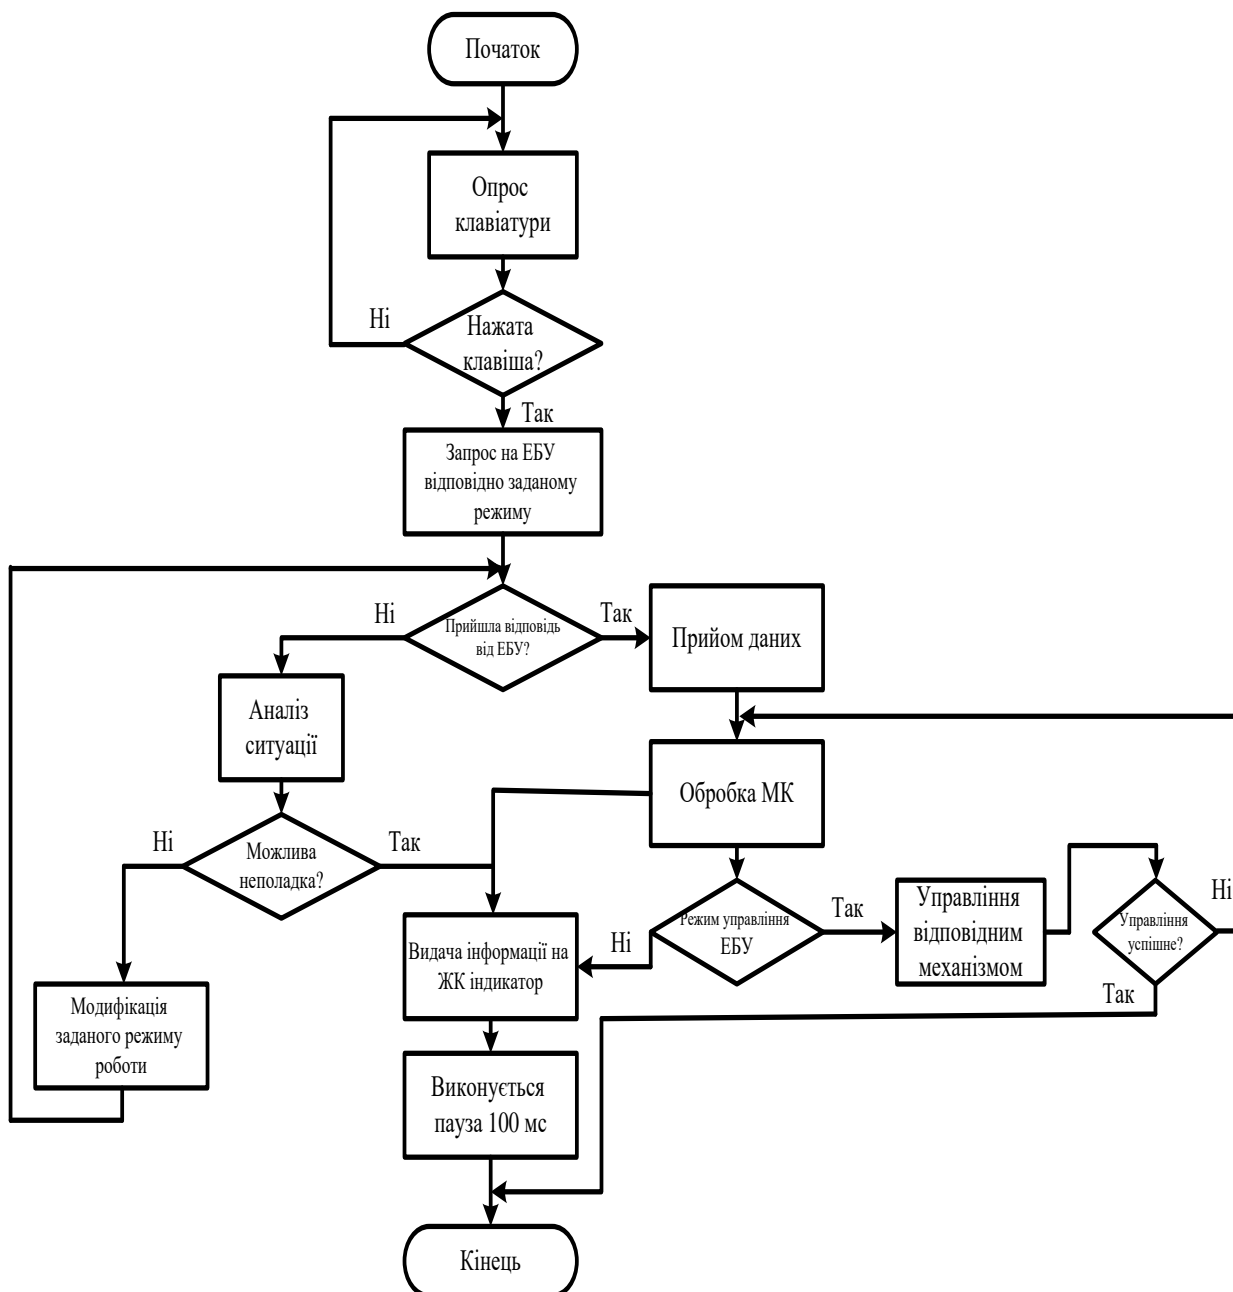 Початок
Опрос
клавіатури
Ні
Нажата
клавіша?
Так
Запрос на ЕБУ
відповідно заданому
режиму
Ні
Прийшла відповідь
від ЕБУ?
Так
Прийом даних
Аналіз
ситуації
Обробка МК
Ні
Можлива
неполадка?
Так
Режим управління
ЕБУ
Так
Ні
Управління
відповідним
механізмом
Управління
успішне?
Ні
Так
Видача інформації на
ЖК індикатор
Модифікація
заданого режиму
роботи
Виконується
пауза 100 мс
Кінець